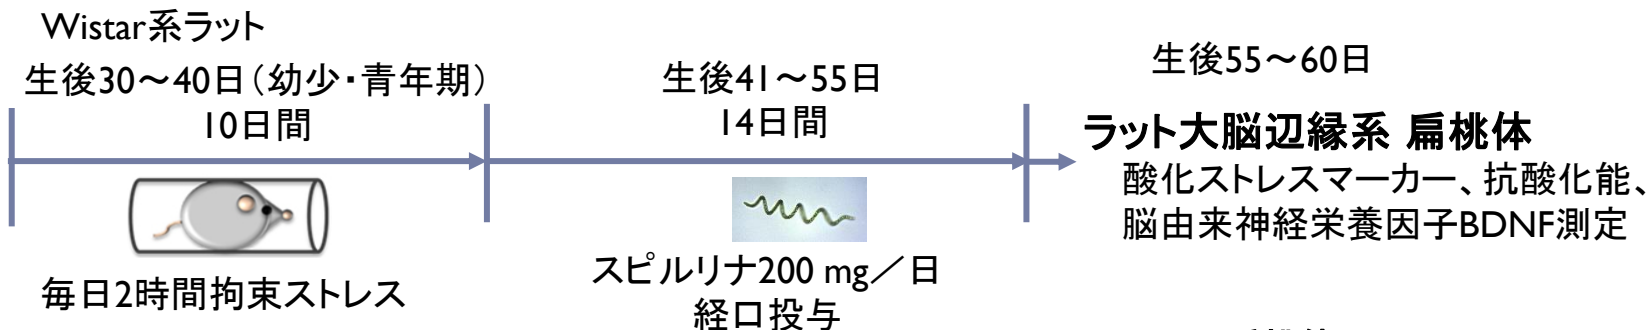 Wistar系ラット
生後30～40日（幼少・青年期）
10日間
毎日2時間拘束ストレス
生後41～55日
14日間
スピルリナ200 mg／日
経口投与
生後55～60日
ラット大脳辺縁系 扁桃体
酸化ストレスマーカー、抗酸化能、
脳由来神経栄養因子BDNF測定